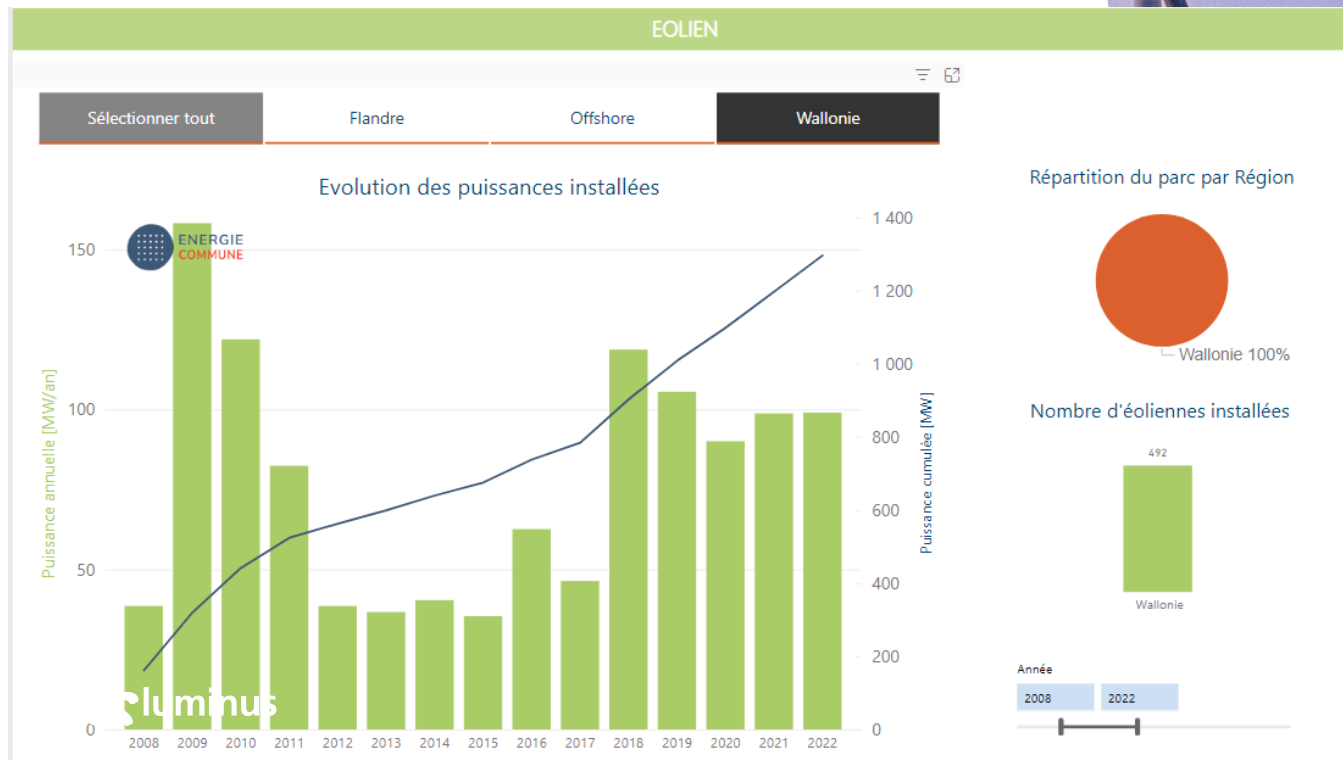 EOLIEN
Sélectionner tout
Flandre
Offshore
Wallonie
Evolution des puissances installées
ENERGIE
COMMUNE
Puissance annuelle [MW/an]
150
100
50
0
1 400
1 200
1 000
800
600
400
200
0
Puissance cumulée [MW]
luminus
2008 2009 2010 2011 2012 2013 2014 2015 2016 2017 2018 2019 2020 2021 2022
Répartition du parc par Région
Wallonie 100%
Nombre d'éoliennes installées
492
Wallonie
Année
2008 2022